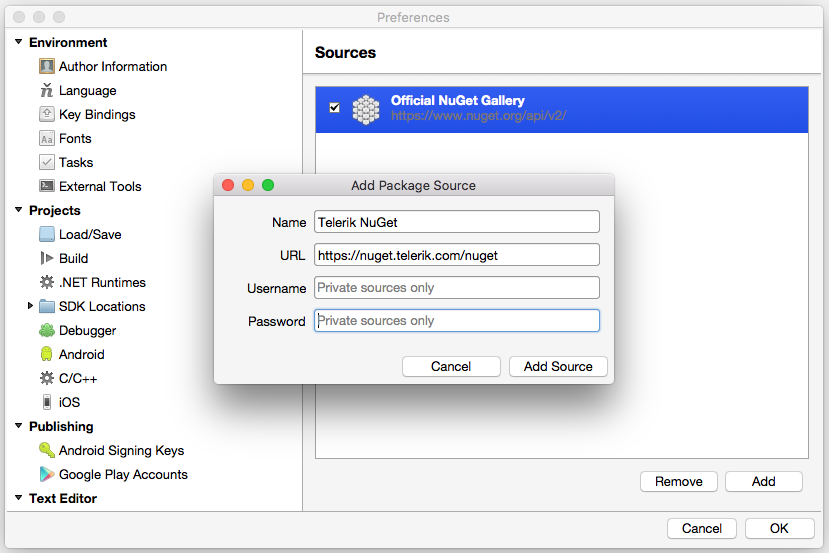 Preferences
Environment
Author Information
Language
Key Bindings
Fonts
Tasks
External Tools
Projects
Load/Save
Build
.NET Runtimes
SDK Locations
Debugger
Android
C/C++
iOS
Publishing
Android Signing Keys
Google Play Accounts
Text Editor
Sources
Official NuGet Gallery
https://www.nuget.org/api/v2/
Add Package Source
Name Telerik NuGet
URL https://nuget.telerik.com/nuget
Username Private sources only
Password Private sources only
Cancel Add Source
Remove Add
Cancel OK